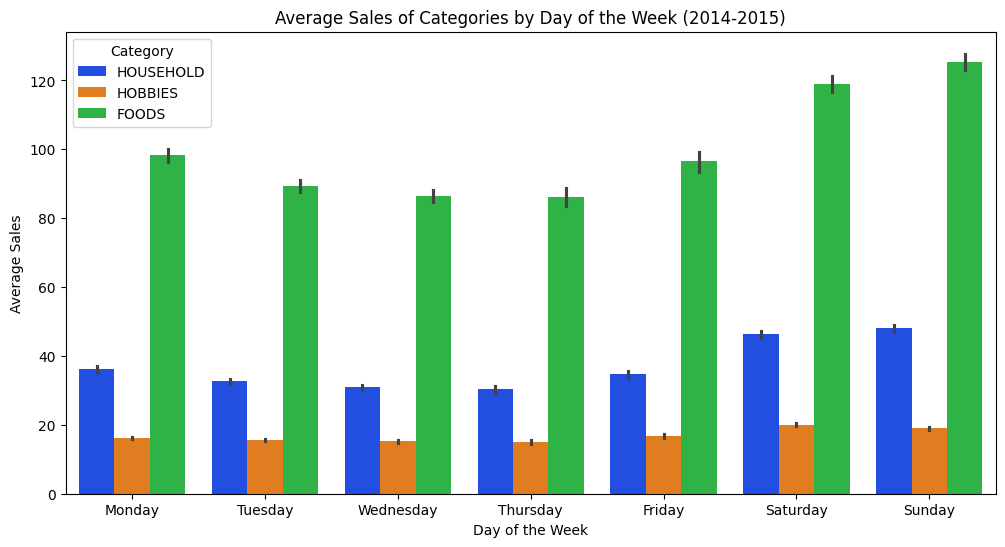 Average Sales of Categories by Day of the Week (2014-2015)
Category
HOUSEHOLD
HOBBIES
FOODS
Average Sales
120
100
80
60
40
20
0
Monday Tuesday Wednesday Thursday Friday Saturday Sunday
Day of the Week